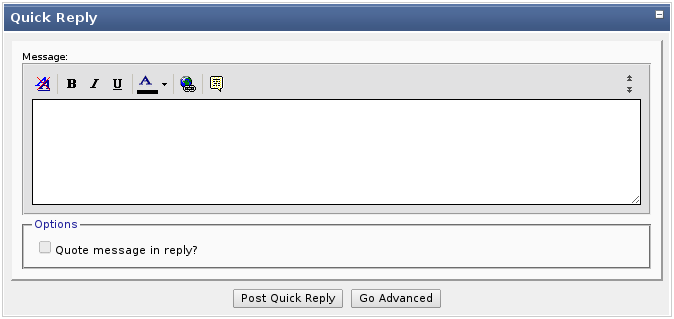 Quick Reply
Message:
B I U A
Options
Quote message in reply?
Post Quick Reply Go Advanced